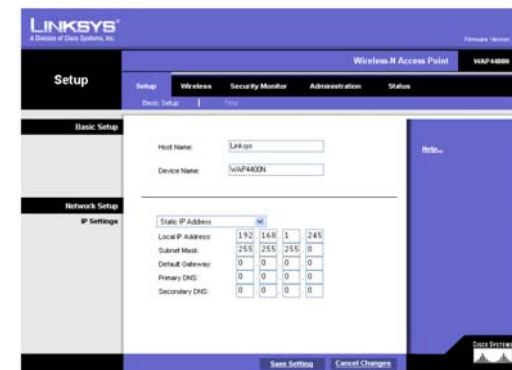 LINKSYS®
A Division of Cisco Systems, Inc.
Firmware Version
Wireless-N Access Point WAP4400N
Setup
Setup Wireless Security Monitor Administration Status
Basic Setup | Time
Basic Setup
Host Name: Linksys
Device Name: WAP4400N
Help...
Network Setup
IP Settings
Static IP Address
Local IP Address: 192 . 168 . 1 . 245
Subnet Mask: 255 . 255 . 255 . 0
Default Gateway: 0 . 0 . 0 . 0
Primary DNS: 0 . 0 . 0 . 0
Secondary DNS: 0 . 0 . 0 . 0
Save Setting Cancel Changes
Cisco Systems